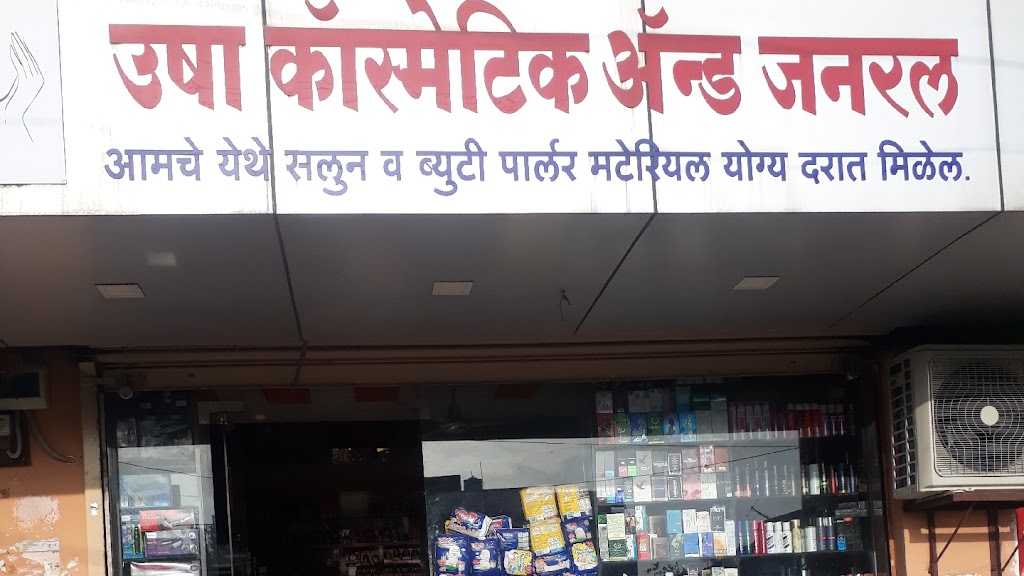 उषा कॉस्मेटिक ॲन्ड जनरल
आमचे येथे सलुन व ब्युटी पार्लर मटेरियल योग्य दरात मिळेल.